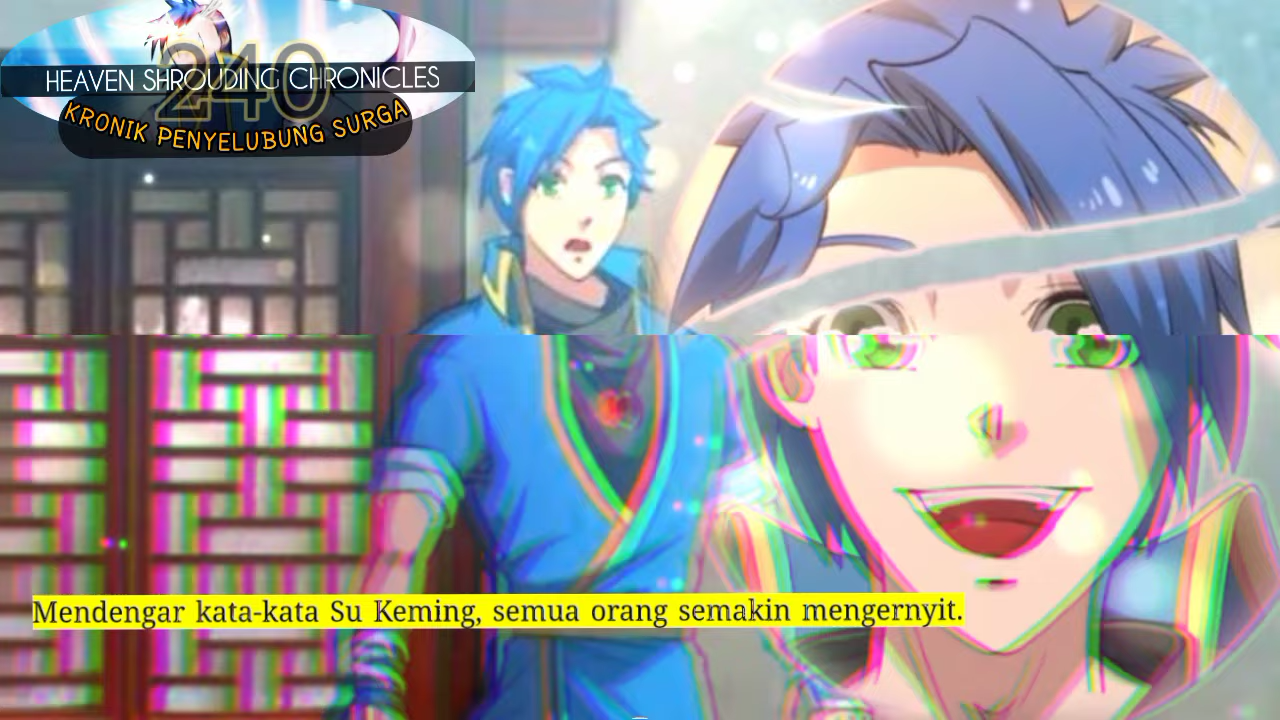 240
HEAVEN SHROUDING CHRONICLES
KRONIK PENYELUBUNG SURGA
Mendengar kata-kata Su Keming, semua orang semakin mengernyit.